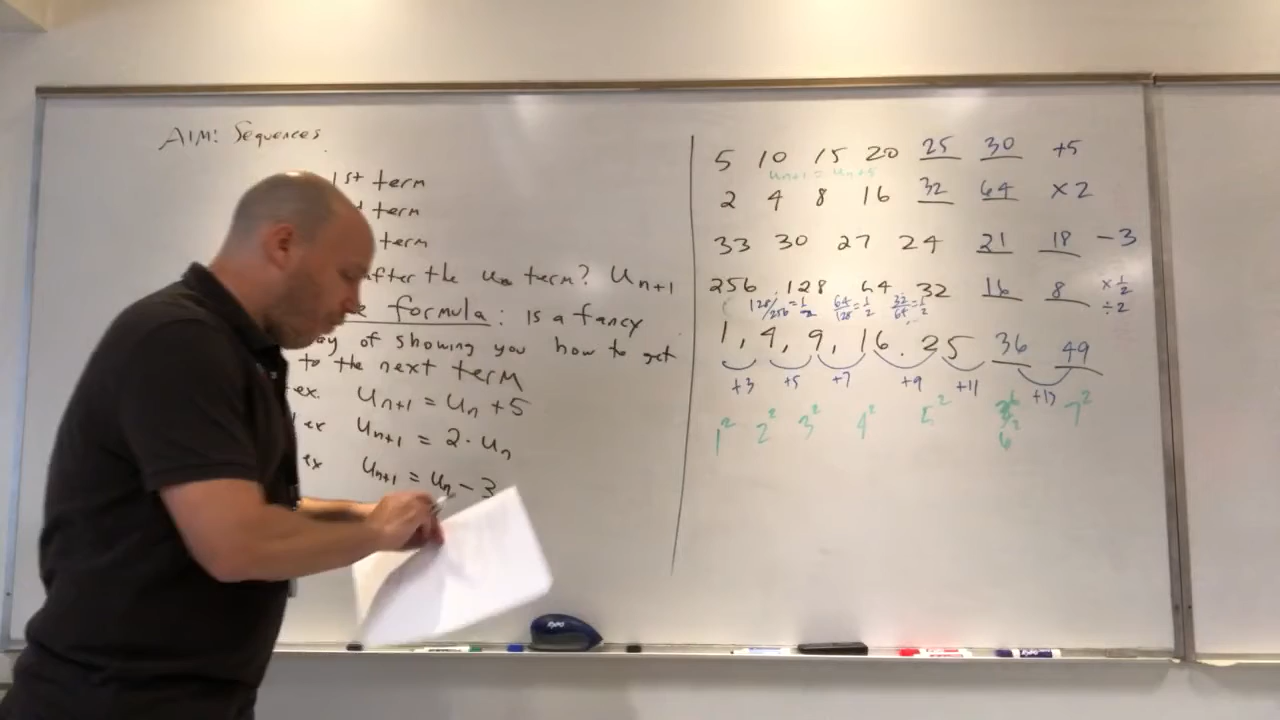 AIM: Sequences
1st term
term
term
after the un term? Un+1
formula: is a fancy
of showing you how to get
to the next term
ex. Un+1 = Un + 5
ex Un+1 = 2 · Un
ex Un+1 = Un - 3
5 10 15 20 25 30 +5
Un+1 = Un+5
2 4 8 16 32 64 ×2
33 30 27 24 21 18 -3
256 128 64 32 16 8 ×1/2
÷2
128/256 = 1/2 64/128 = 1/2 32/64 = 1/2
1, 4, 9, 16, 25 36 49
+3 +5 +7 +9 +11 +13
1² 2² 3² 4² 5² 6² 7²
EXPO